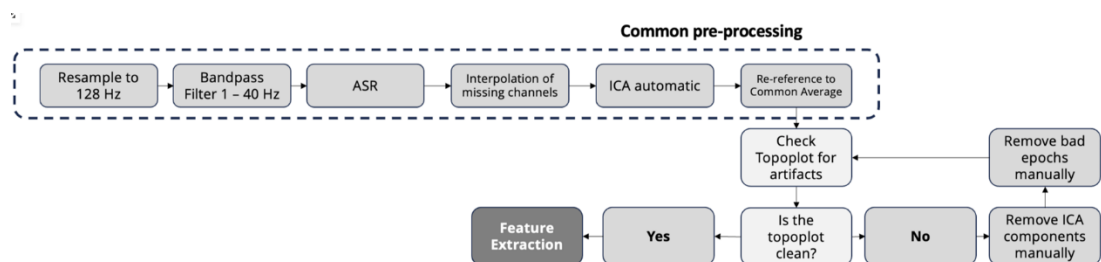 Common pre-processing
Resample to
128 Hz
Bandpass
Filter 1 – 40 Hz
ASR
Interpolation of
missing channels
ICA automatic
Re-reference to
Common Average
Check
Topoplot for
artifacts
Remove bad
epochs
manually
Feature
Extraction
Yes
Is the
topoplot
clean?
No
Remove ICA
components
manually